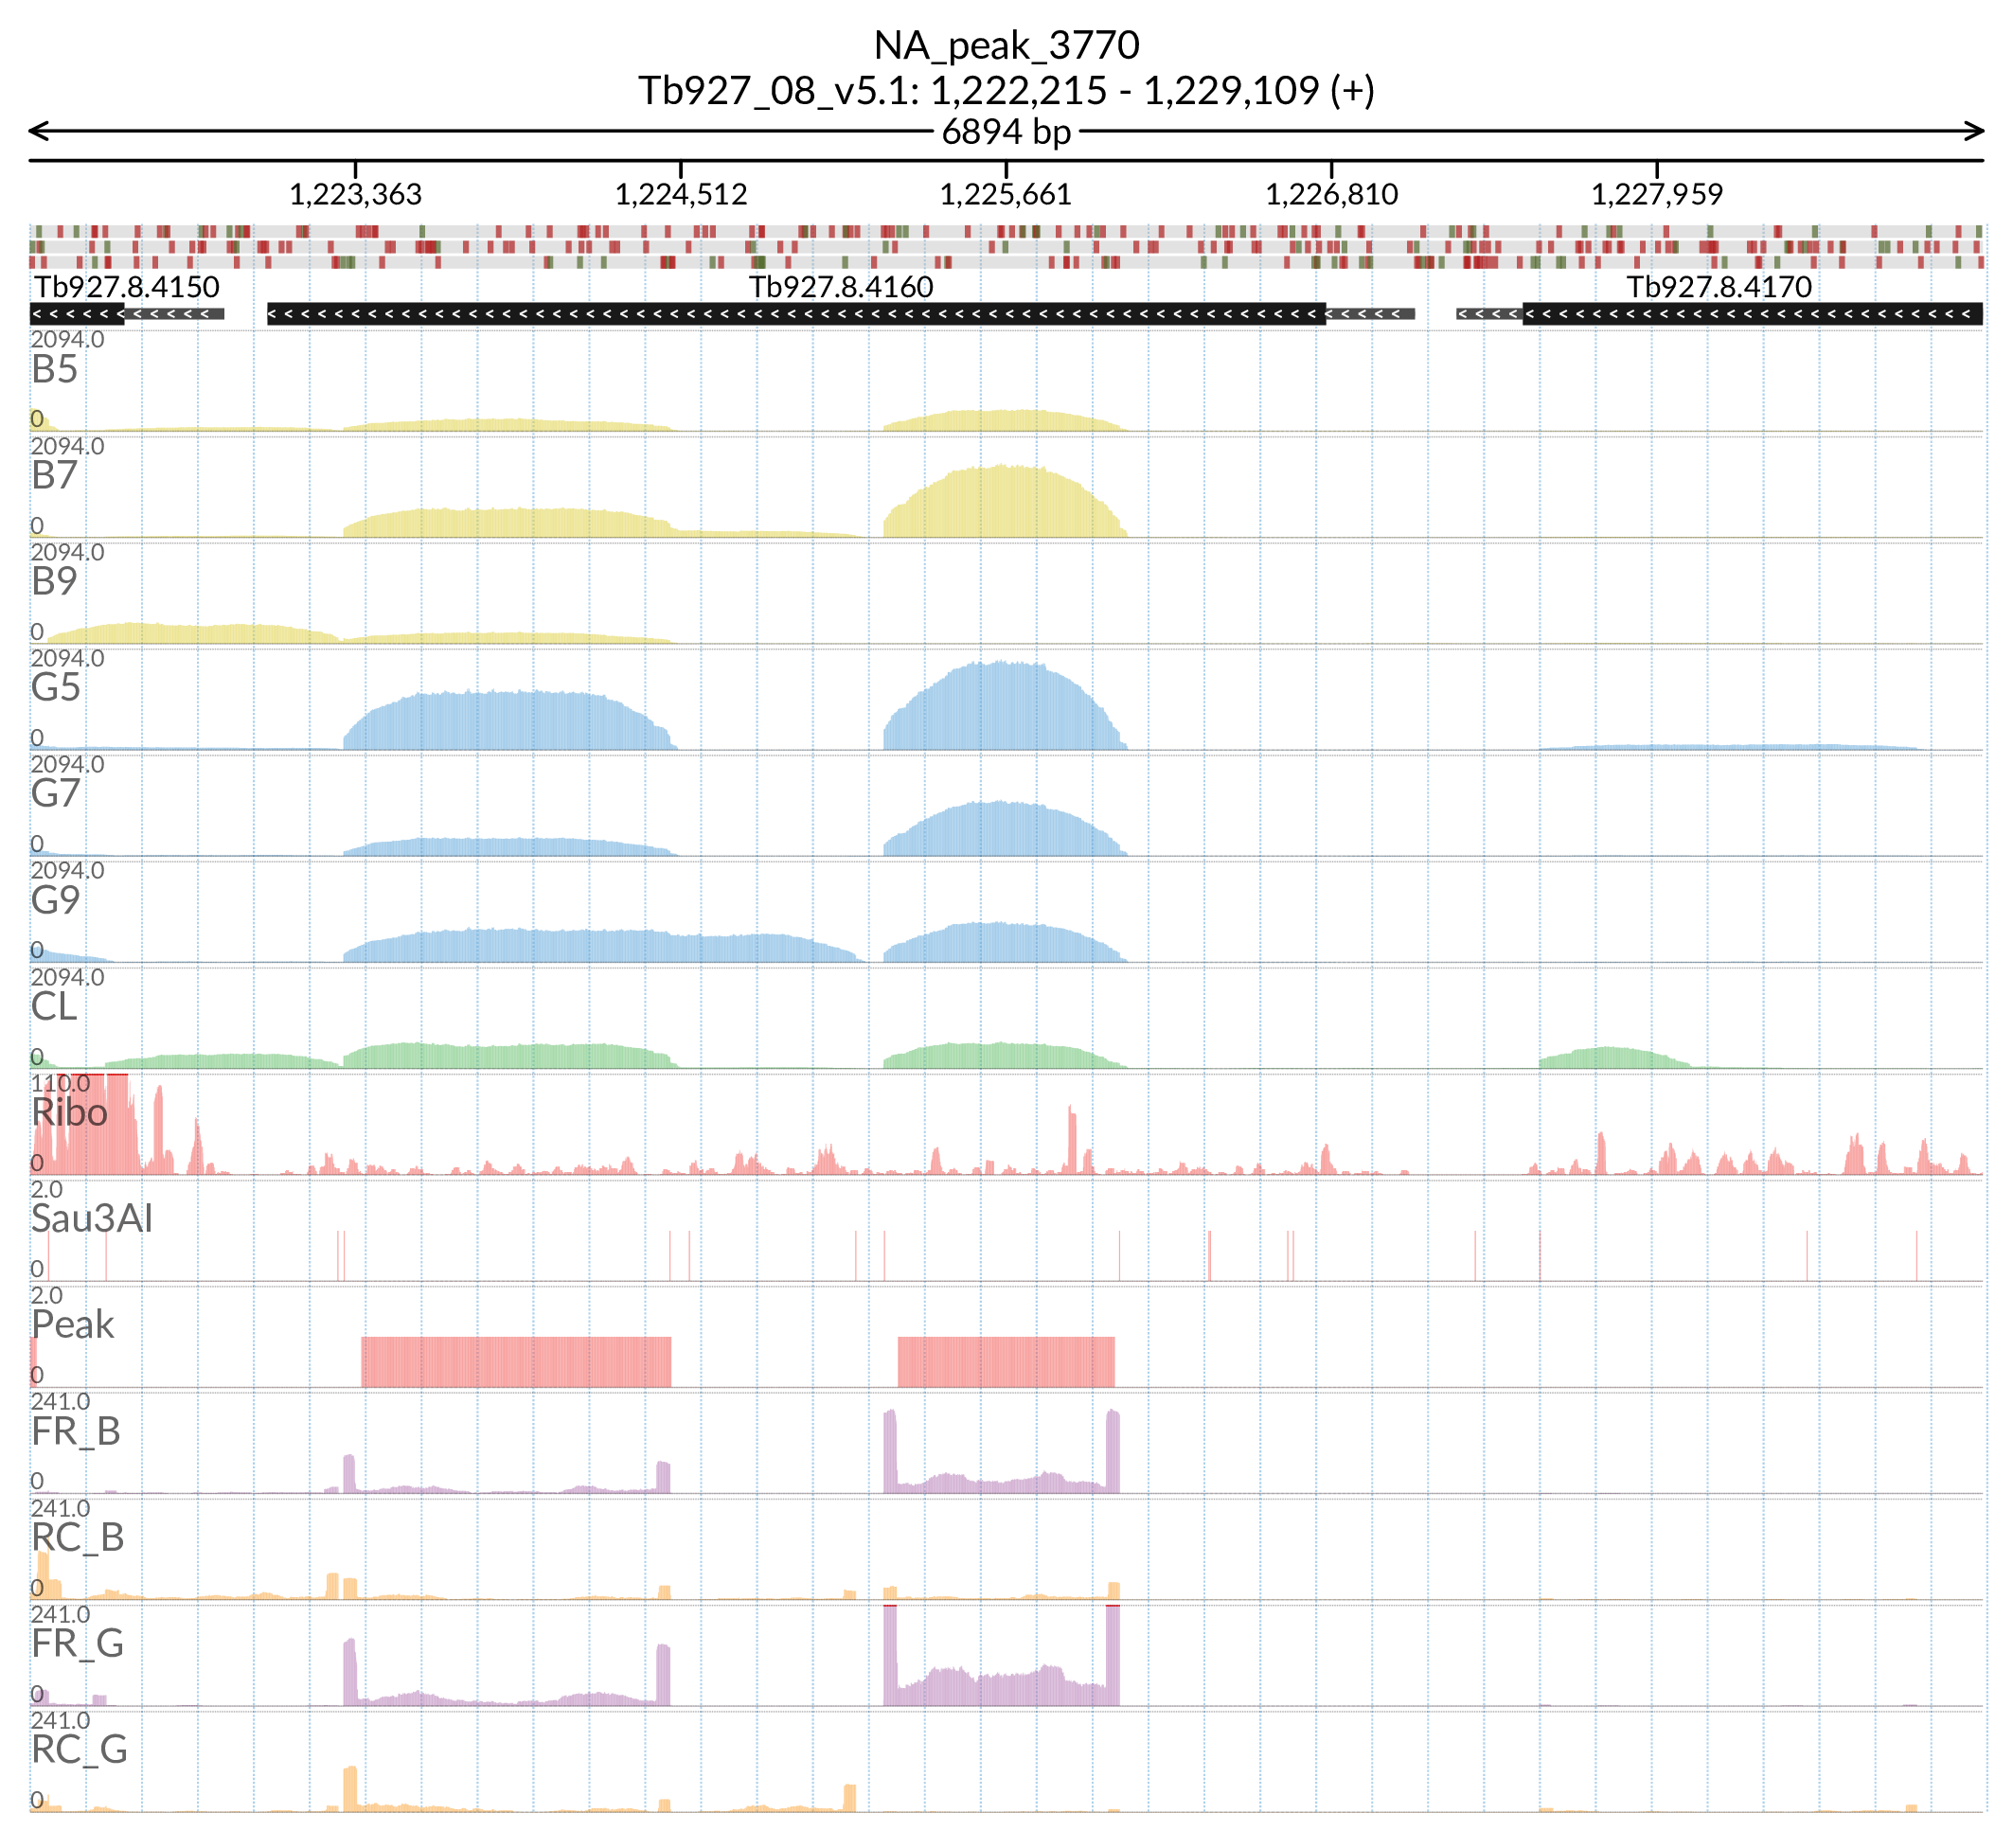 NA_peak_3770
Tb927_08_v5.1: 1,222,215 - 1,229,109 (+)
6894 bp
1,223,363 1,224,512 1,225,661 1,226,810 1,227,959
Tb927.8.4150 Tb927.8.4160 Tb927.8.4170
2094.0
B5
0
2094.0
B7
0
2094.0
B9
0
2094.0
G5
0
2094.0
G7
0
2094.0
G9
0
2094.0
CL
0
110.0
Ribo
0
2.0
Sau3AI
0
2.0
Peak
0
241.0
FR_B
0
241.0
RC_B
0
241.0
FR_G
0
241.0
RC_G
0